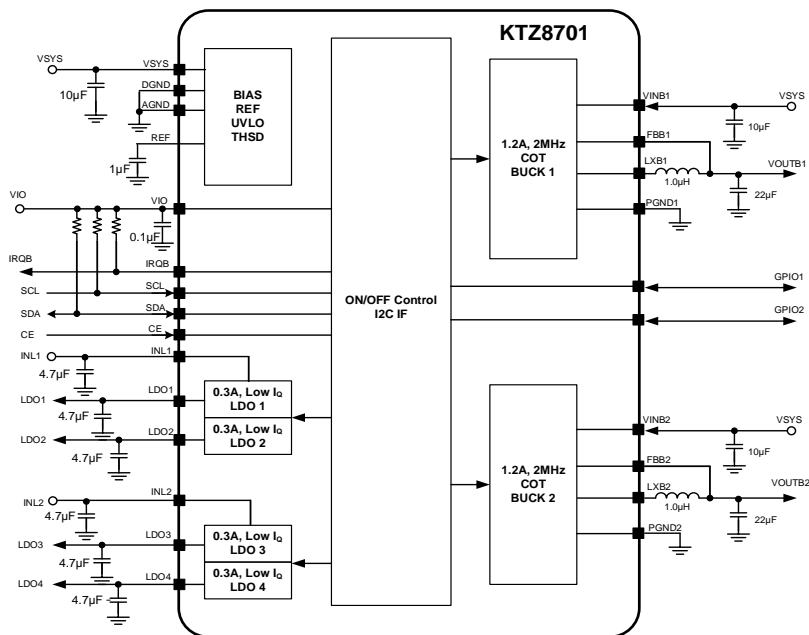 KTZ8701
VSYS
VSYS
10µF
DGND
AGND
REF
1µF
BIAS
REF
UVLO
THSD
VIO
VIO
0.1µF
IRQB
IRQB
SCL
SCL
SDA
SDA
CE
CE
INL1
INL1
4.7µF
LDO1
LDO1
4.7µF
LDO2
LDO2
4.7µF
0.3A, Low IQ
LDO 1
0.3A, Low IQ
LDO 2
INL2
INL2
4.7µF
LDO3
LDO3
4.7µF
LDO4
LDO4
4.7µF
0.3A, Low IQ
LDO 3
0.3A, Low IQ
LDO 4
ON/OFF Control
I2C IF
1.2A, 2MHz
COT
BUCK 1
VINB1
VSYS
10µF
FBB1
LXB1
1.0µH
VOUTB1
22µF
PGND1
GPIO1
GPIO2
1.2A, 2MHz
COT
BUCK 2
VINB2
VSYS
10µF
FBB2
LXB2
1.0µH
VOUTB2
22µF
PGND2